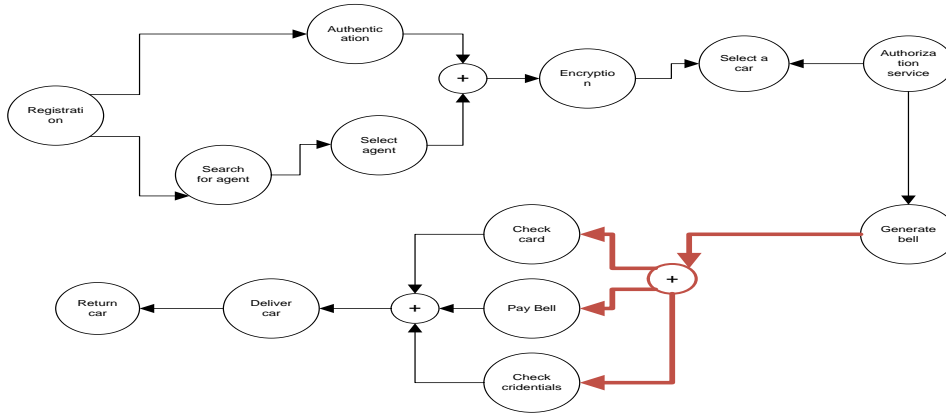 Authentic
ation
+
Encryptio
n
Select a
car
Authoriza
tion
service
Registrati
on
Search
for agent
Select
agent
Check
card
Generate
bell
+
Return
car
Deliver
car
+
Pay Bell
Check
cridentials